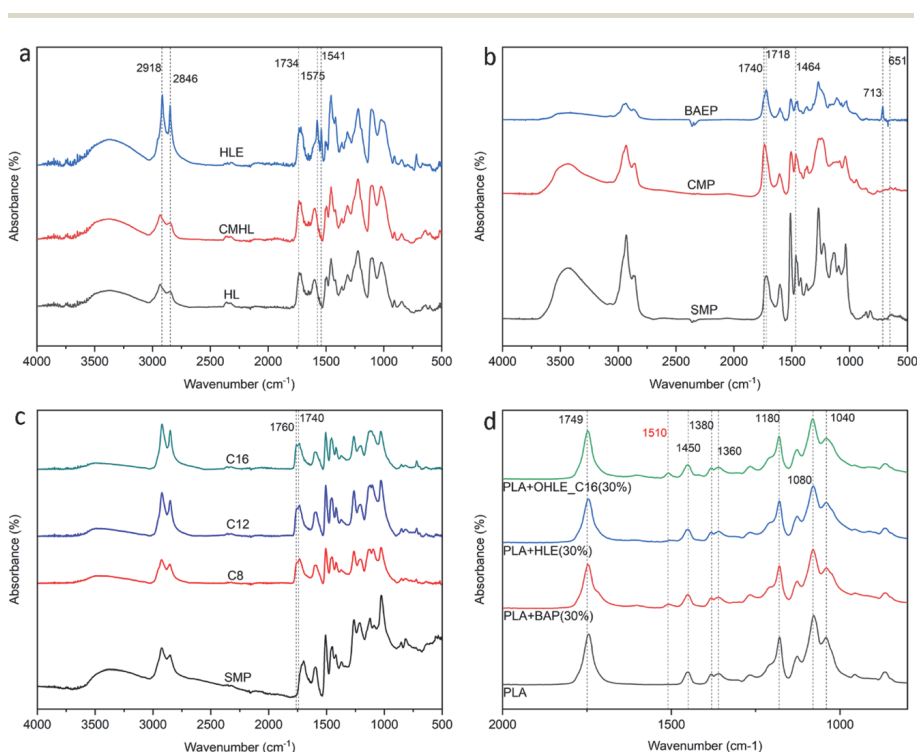 a
2918
2846
1734
1575
1541
HLE
CMHL
HL
Absorbance (%)
4000 3500 3000 2500 2000 1500 1000 500
Wavenumber (cm-1)
b
1740
1718
1464
713
651
BAEP
CMP
SMP
Absorbance (%)
4000 3500 3000 2500 2000 1500 1000 500
Wavenumber (cm-1)
c
1760
1740
C16
C12
C8
SMP
Absorbance (%)
4000 3500 3000 2500 2000 1500 1000 500
Wavenumber (cm-1)
d
1749
1510
1380
1450
1360
1180
1080
1040
PLA+OHLE_C16(30%)
PLA+HLE(30%)
PLA+BAP(30%)
PLA
Absorbance (%)
2000 1500 1000
Wavenumber (cm-1)